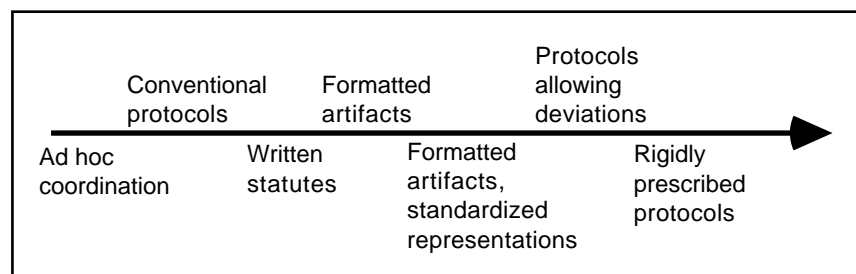 Conventional
protocols
Formatted
artifacts
Protocols
allowing
deviations
Ad hoc
coordination
Written
statutes
Formatted
artifacts,
standardized
representations
Rigidly
prescribed
protocols